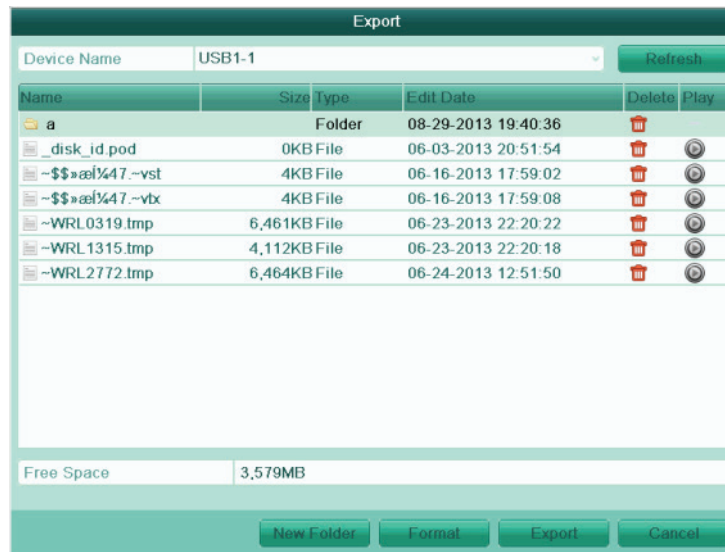 Export
Device Name USB1-1 Refresh
Name Size Type Edit Date Delete Play
a Folder 08-29-2013 19:40:36
_disk_id.pod 0KB File 06-03-2013 20:51:54
~$$»æÍ¼47.~vst 4KB File 06-16-2013 17:59:02
~$$»æÍ¼47.~vtx 4KB File 06-16-2013 17:59:08
~WRL0319.tmp 6,461KB File 06-23-2013 22:20:22
~WRL1315.tmp 4,112KB File 06-23-2013 22:20:18
~WRL2772.tmp 6,464KB File 06-24-2013 12:51:50
Free Space 3,579MB
New Folder Format Export Cancel